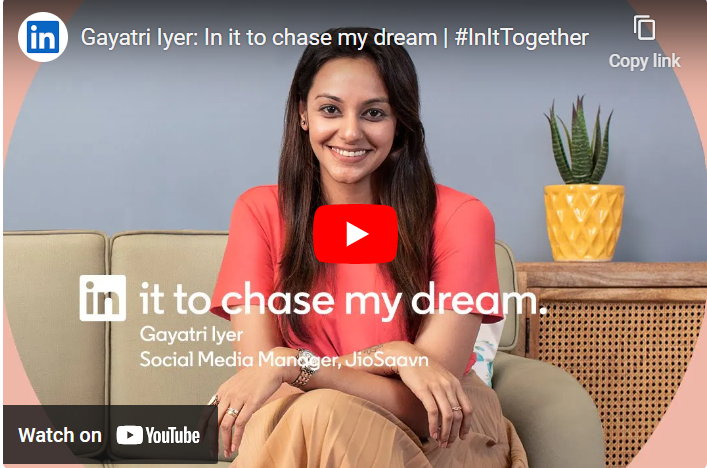 in
Gayatri Iyer: In it to chase my dream | #InItTogether
Copy link
in it to chase my dream.
Gayatri Iyer
Social Media Manager, JioSaavn
Watch on YouTube